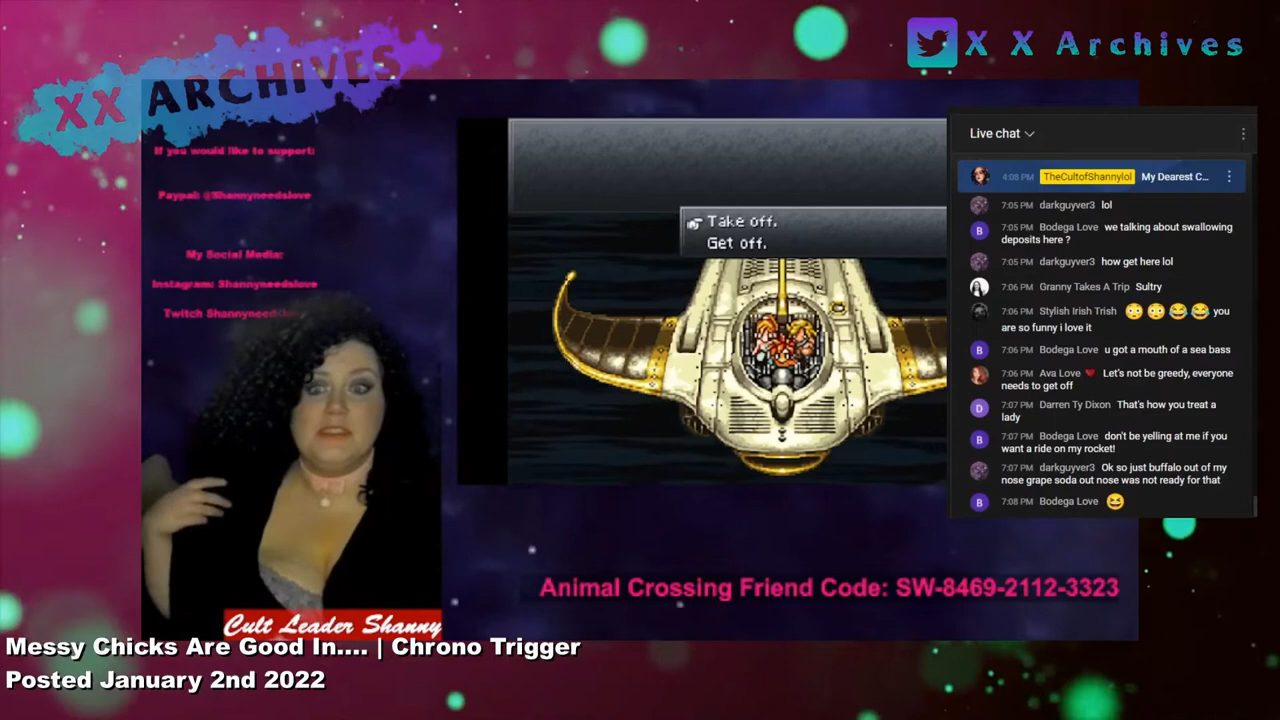 XX ARCHIVES
X X Archives
If you would like to support:
Paypal: @Shannyneedslove
My Social Media:
Instagram: Shannyneedslove
Twitch Shannyneedslove
Take off.
Get off.
Live chat
4:08 PM TheCultofShannylol My Dearest C...
7:05 PM darkguyver3 lol
B 7:05 PM Bodega Love we talking about swallowing
deposits here ?
7:05 PM darkguyver3 how get here lol
7:06 PM Granny Takes A Trip Sultry
7:06 PM Stylish Irish Trish 😳😳😂😂 you
are so funny i love it
B 7:06 PM Bodega Love u got a mouth of a sea bass
7:06 PM Ava Love ♥ Let's not be greedy, everyone
needs to get off
D 7:07 PM Darren Ty Dixon That's how you treat a
lady
B 7:07 PM Bodega Love don't be yelling at me if you
want a ride on my rocket!
7:07 PM darkguyver3 Ok so just buffalo out of my
nose grape soda out nose was not ready for that
B 7:08 PM Bodega Love 😆
Animal Crossing Friend Code: SW-8469-2112-3323
Cult Leader Shanny
Messy Chicks Are Good In.... | Chrono Trigger
Posted January 2nd 2022